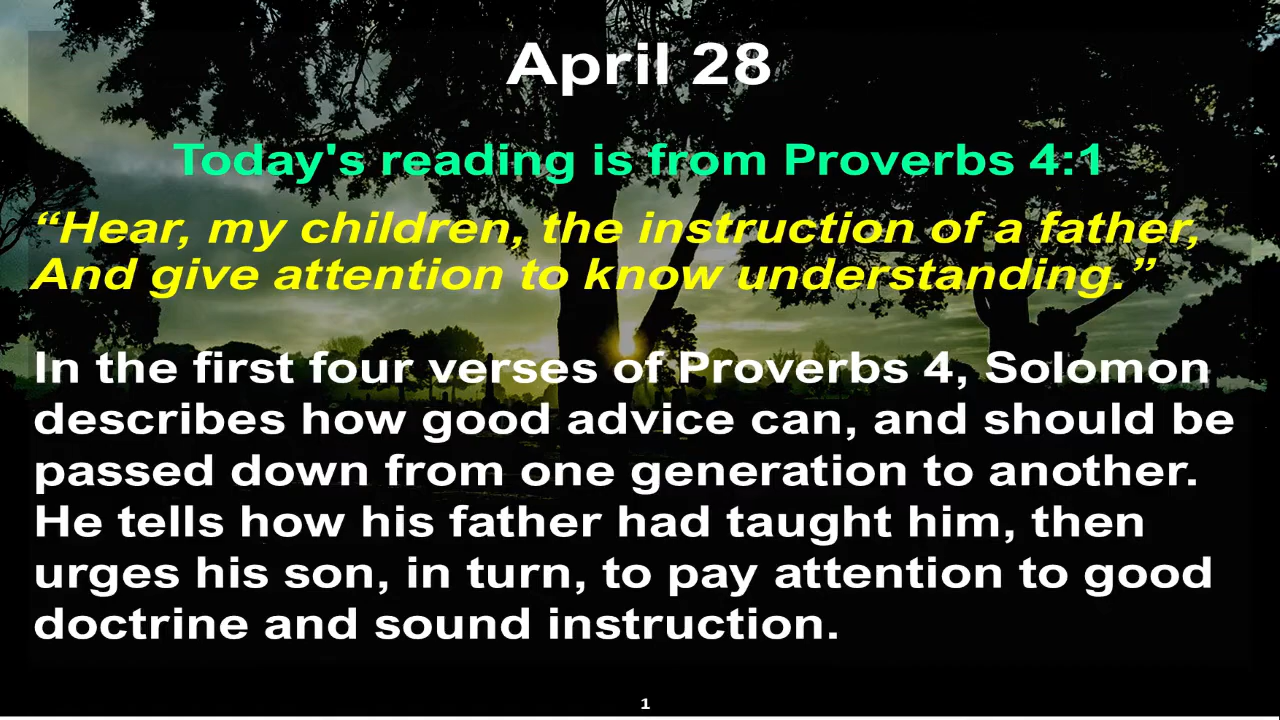 April 28
Today's reading is from Proverbs 4:1
“Hear, my children, the instruction of a father,
And give attention to know understanding.”
In the first four verses of Proverbs 4, Solomon
describes how good advice can, and should be
passed down from one generation to another.
He tells how his father had taught him, then
urges his son, in turn, to pay attention to good
doctrine and sound instruction.
1